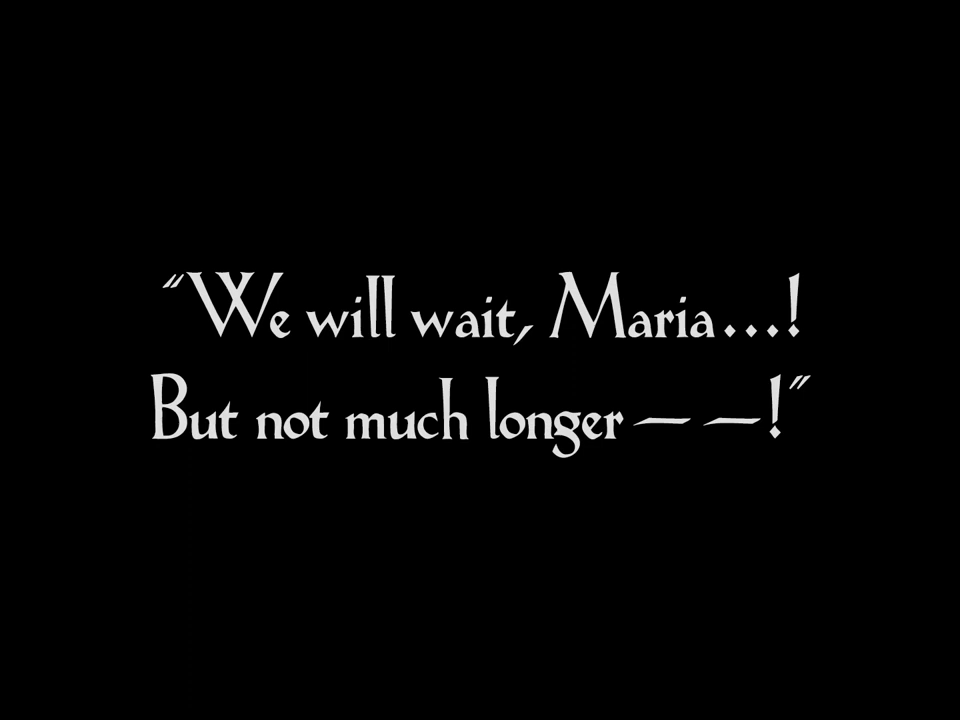 “We will wait, Maria...!
But not much longer — —!”